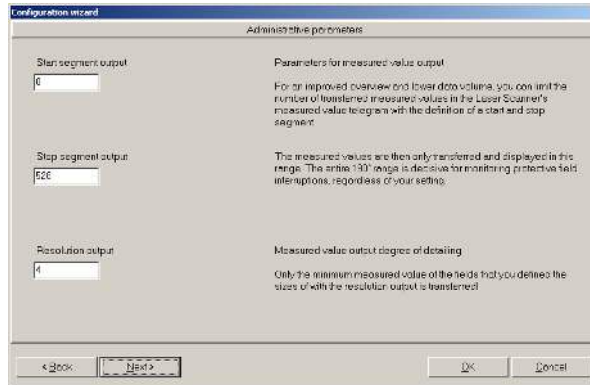 Configuration wizard
Administrative parameters
Start segment output
0
Parameters for measured value output
For an improved overview and lower data volume, you can limit the
number of transferred measured values in the Laser Scanner's
measured value telegram with the definition of a start and stop
segment
Stop segment output
528
The measured values are then only transferred and displayed in this
range. The entire 190° range is decisive for monitoring protective field
interruptions, regardless of your setting.
Resolution output
4
Measured value output degree of detailing
Only the minimum measured value of the fields that you defined the
sizes of with the resolution output is transferred!
< Back
Next >
OK
Cancel